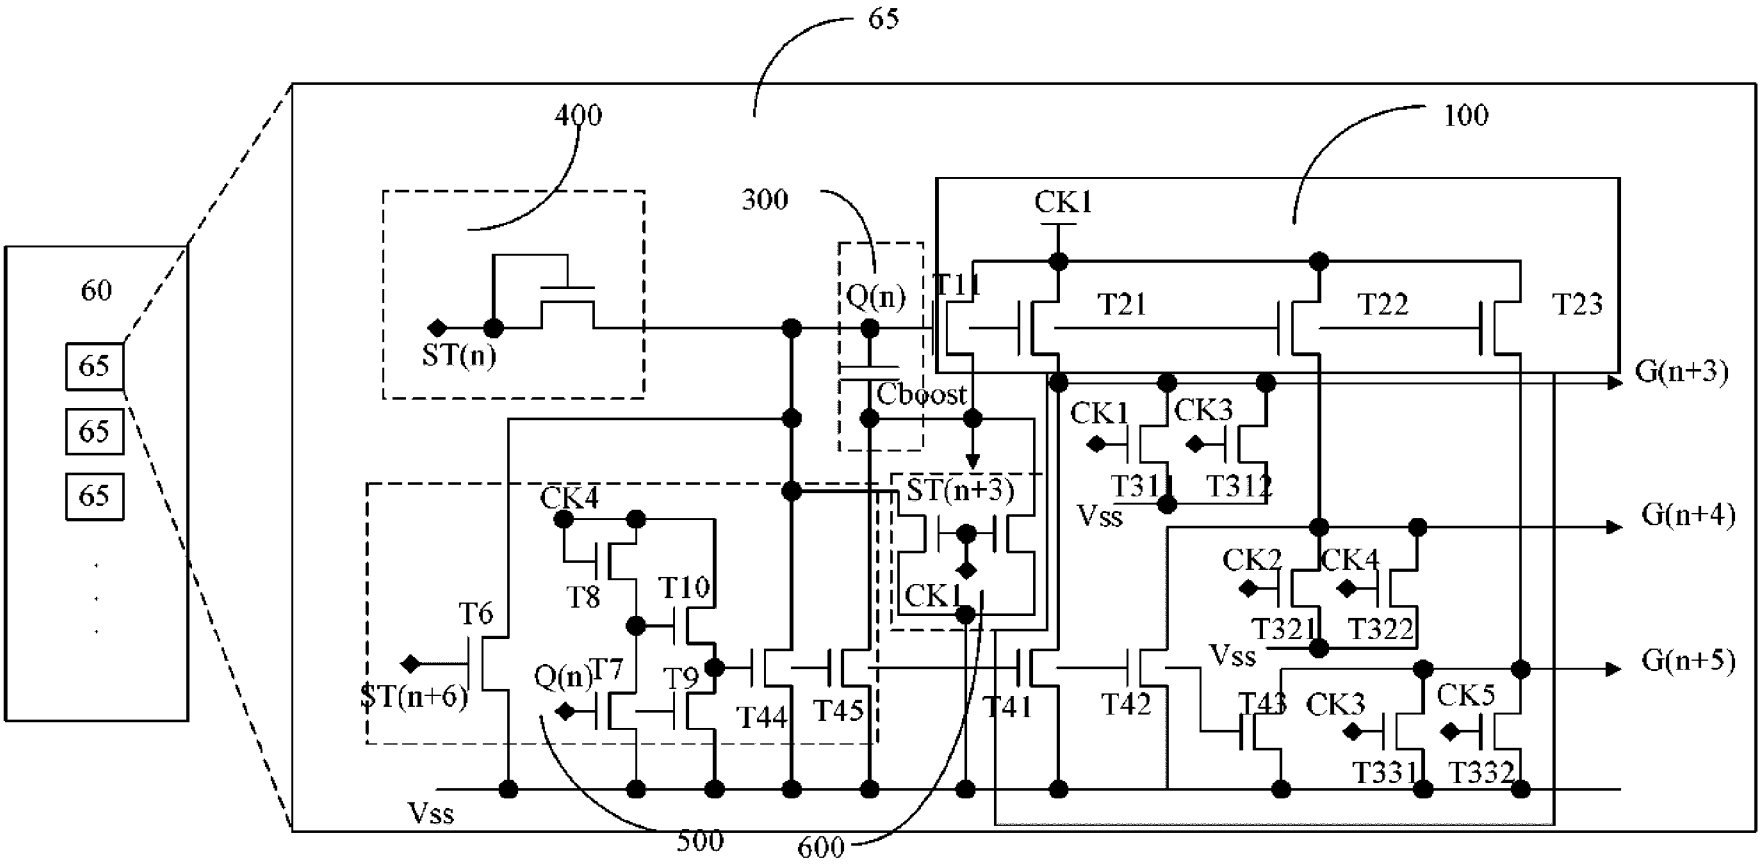 65
400
100
300
CK1
60
Q(n)
T11
T21
T22
T23
ST(n)
65
G(n+3)
Cboost
CK1
CK3
65
ST(n+3)
T311
T312
65
CK4
Vss
G(n+4)
CK2
CK4
T8
T10
CK1
T6
T321
T322
Vss
G(n+5)
Q(n)
T7
T9
ST(n+6)
T44
T45
T41
T42
T43
CK3
CK5
T331
T332
Vss
500
600